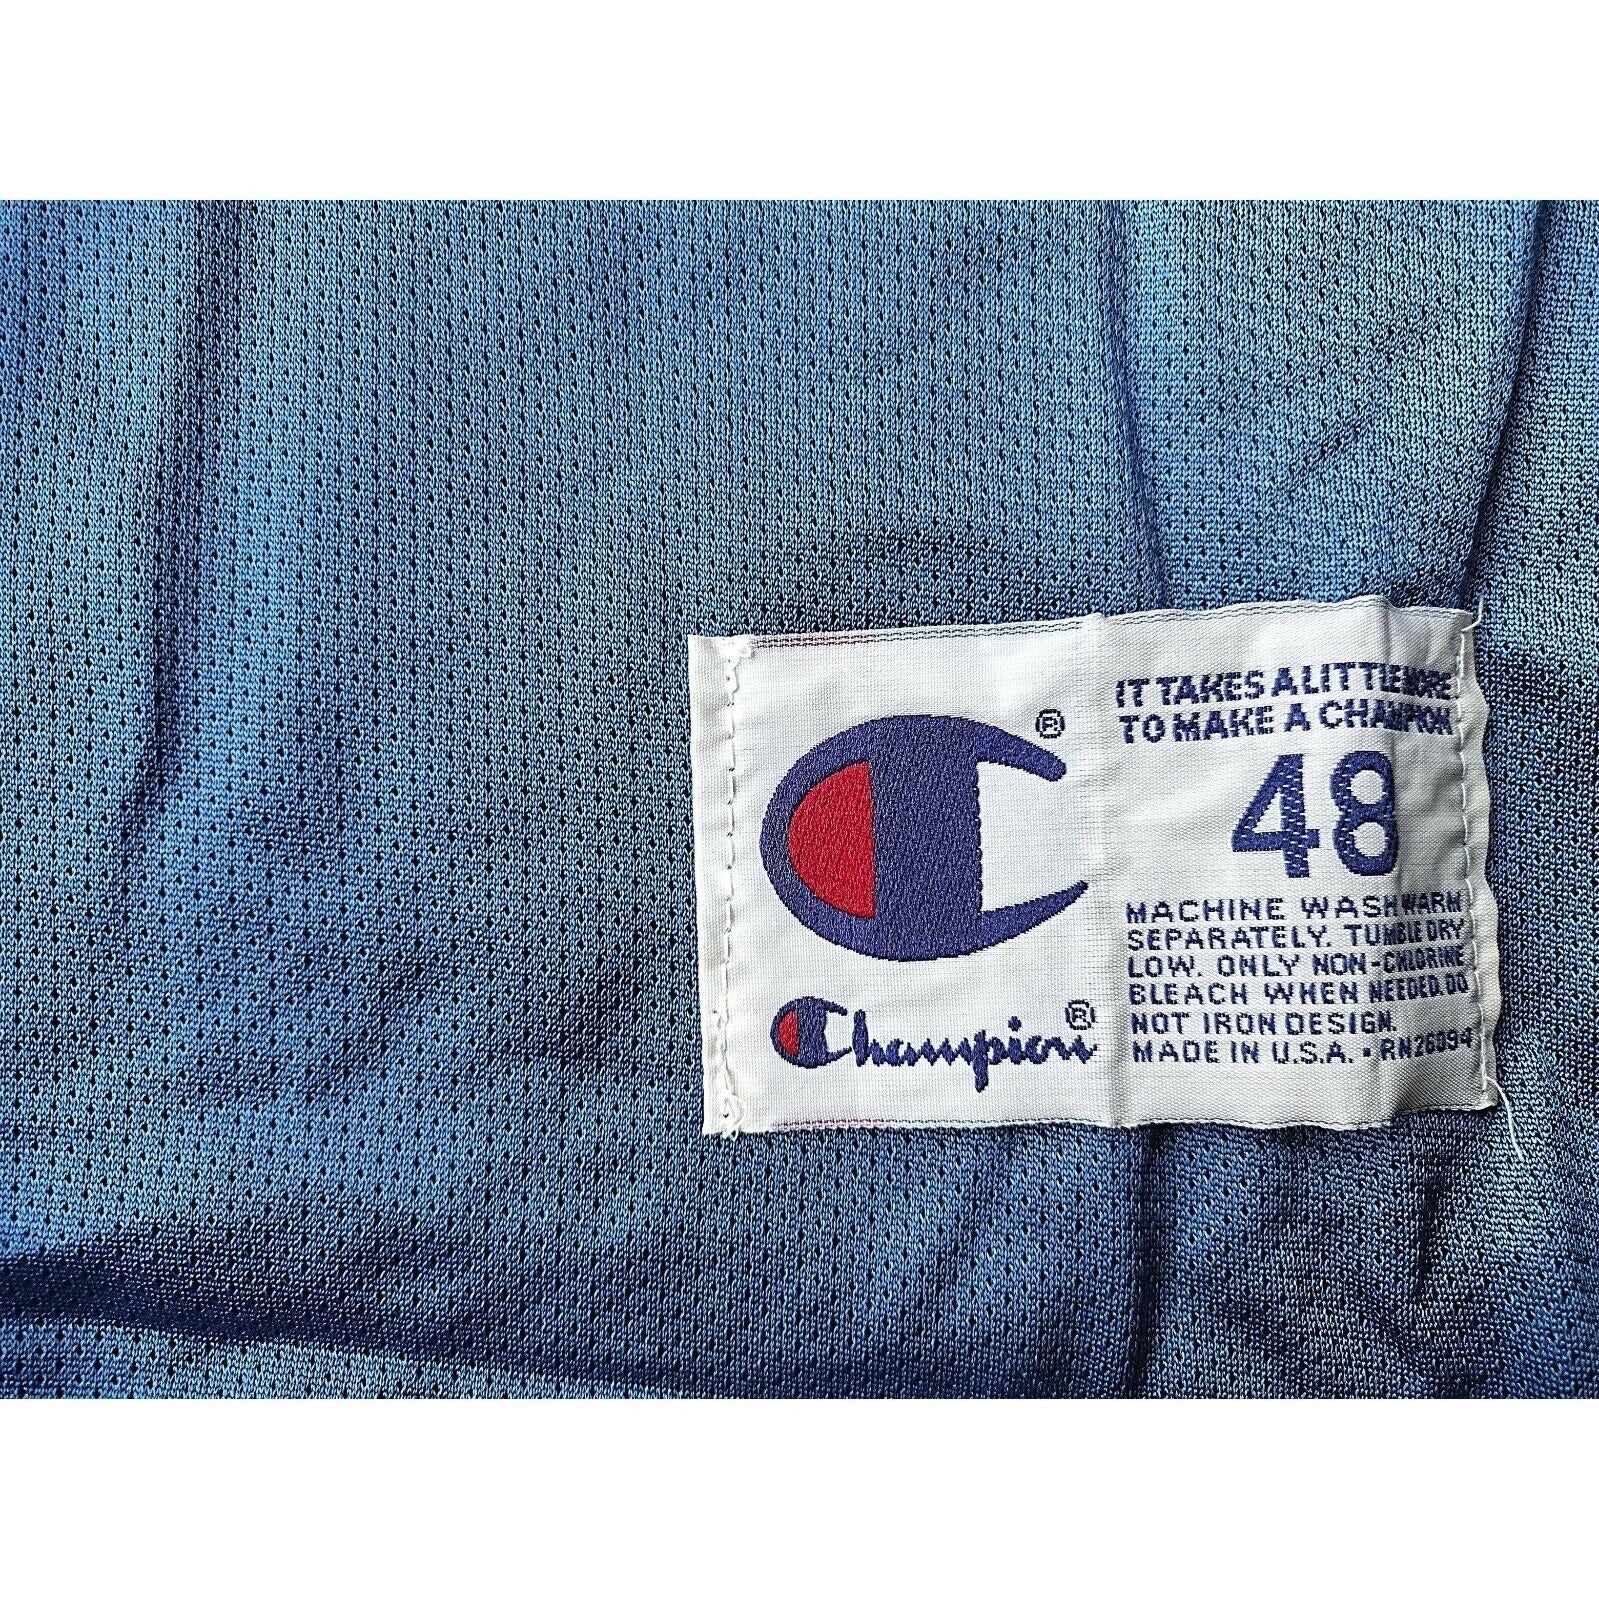 ®
Champion®
IT TAKES A LITTLE MORE
TO MAKE A CHAMPION
48
MACHINE WASH WARM
SEPARATELY. TUMBLE DRY
LOW. ONLY NON-CHLORINE
BLEACH WHEN NEEDED. DO
NOT IRON DESIGN.
MADE IN U.S.A. • RN26094